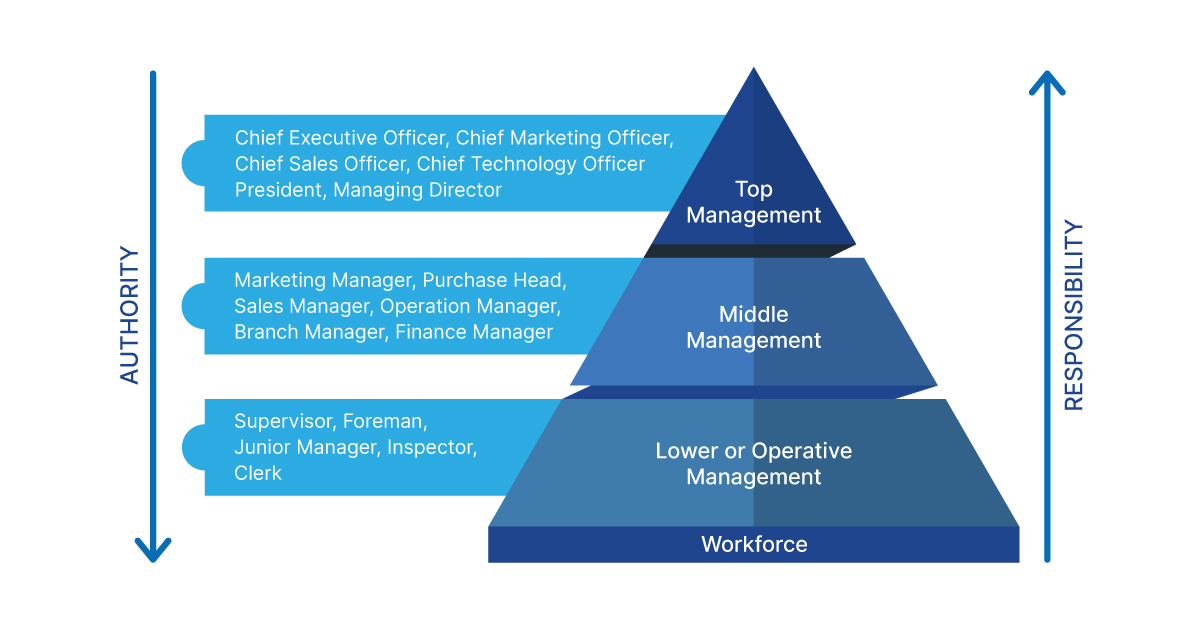 AUTHORITY
Chief Executive Officer, Chief Marketing Officer,
Chief Sales Officer, Chief Technology Officer
President, Managing Director
Top
Management
Marketing Manager, Purchase Head,
Sales Manager, Operation Manager,
Branch Manager, Finance Manager
Middle
Management
Supervisor, Foreman,
Junior Manager, Inspector,
Clerk
Lower or Operative
Management
Workforce
RESPONSIBILITY